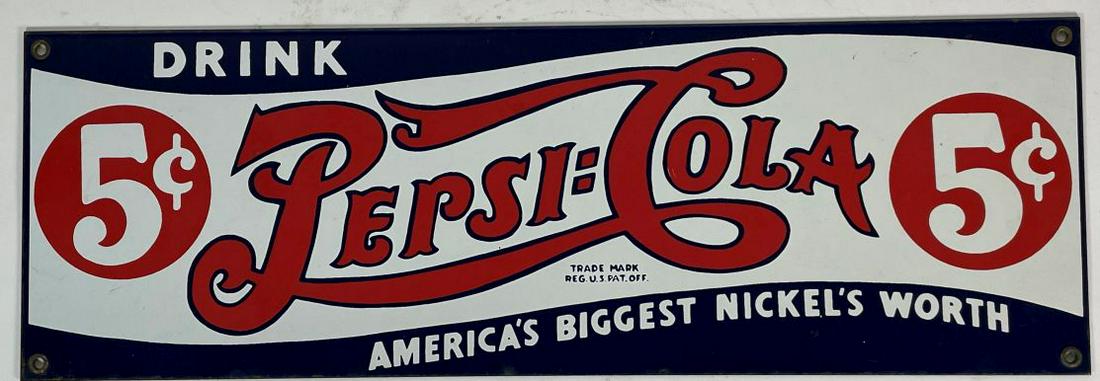 DRINK
5¢
PEPSI:COLA
5¢
TRADE MARK
REG.U.S.PAT.OFF.
AMERICA'S BIGGEST NICKEL'S WORTH